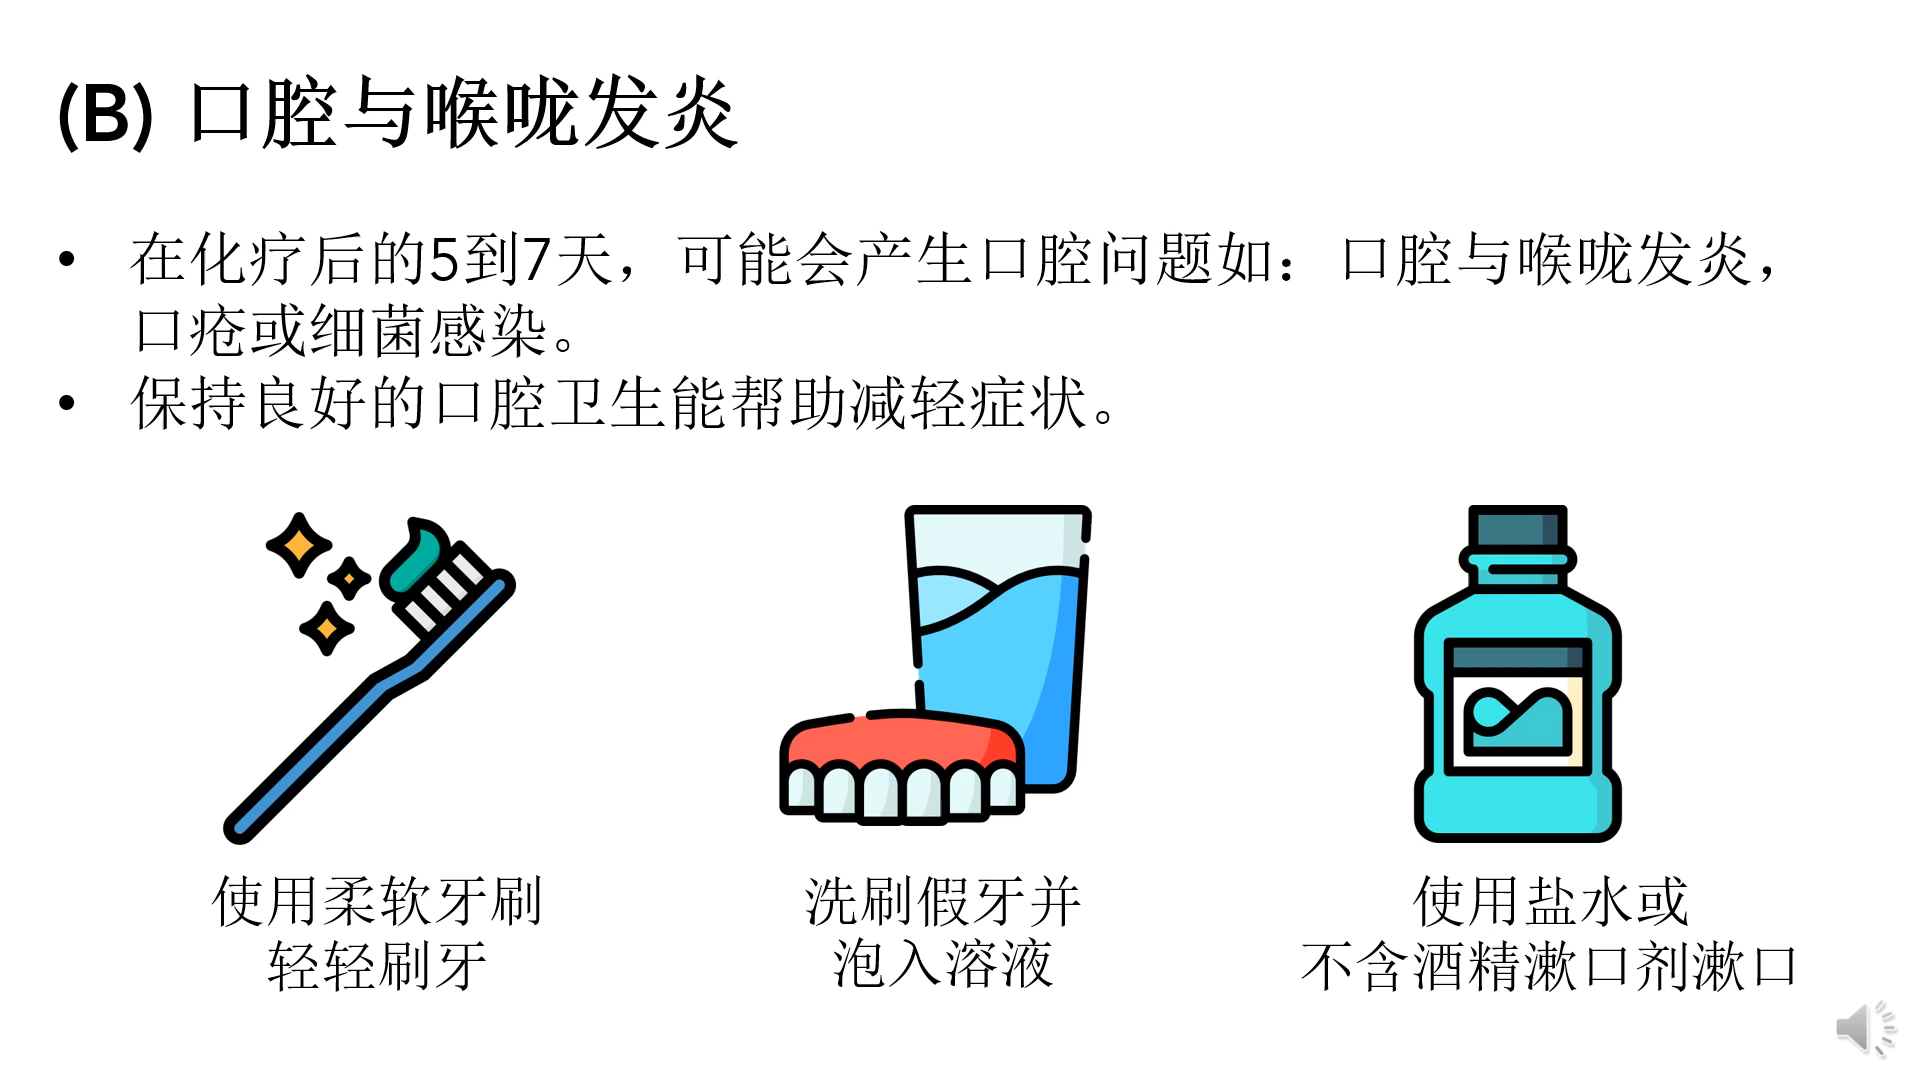 (B) 口腔与喉咙发炎
• 在化疗后的5到7天，可能会产生口腔问题如：口腔与喉咙发炎，
口疮或细菌感染。
• 保持良好的口腔卫生能帮助减轻症状。
使用柔软牙刷
轻轻刷牙
洗刷假牙并
泡入溶液
使用盐水或
不含酒精漱口剂漱口